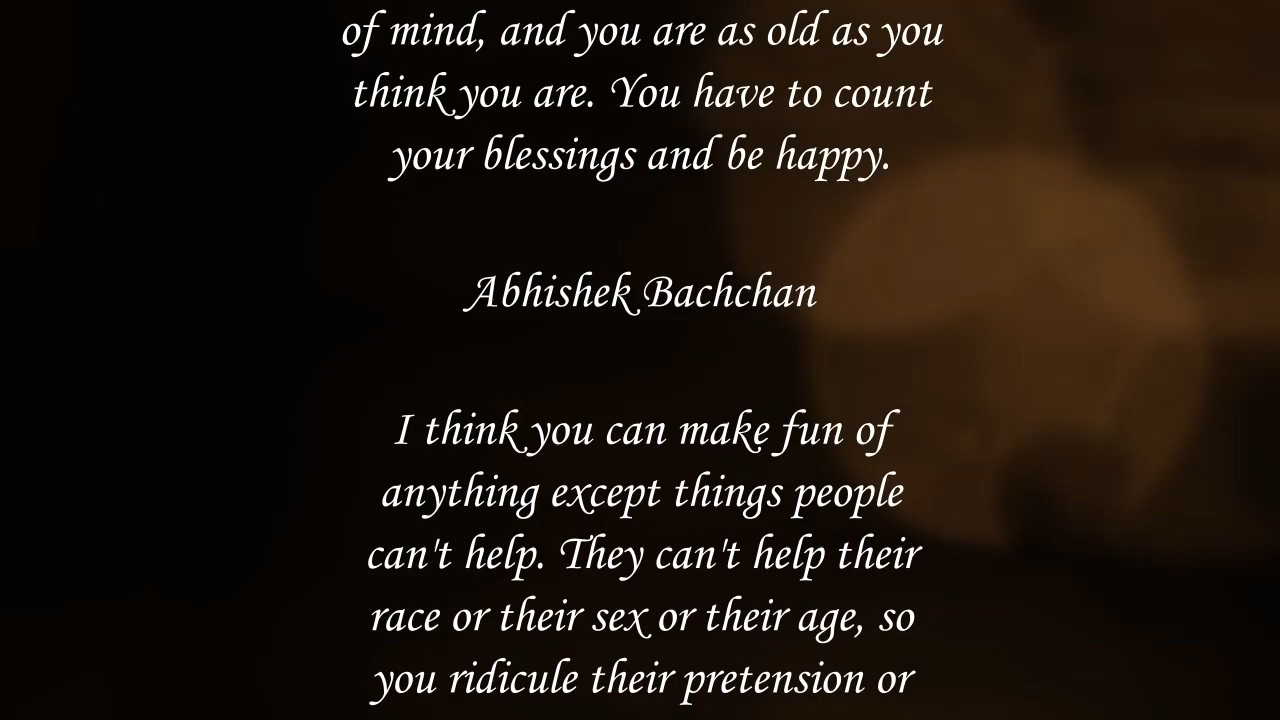 of mind, and you are as old as you
think you are. You have to count
your blessings and be happy.
Abhishek Bachchan
I think you can make fun of
anything except things people
can't help. They can't help their
race or their sex or their age, so
you ridicule their pretension or